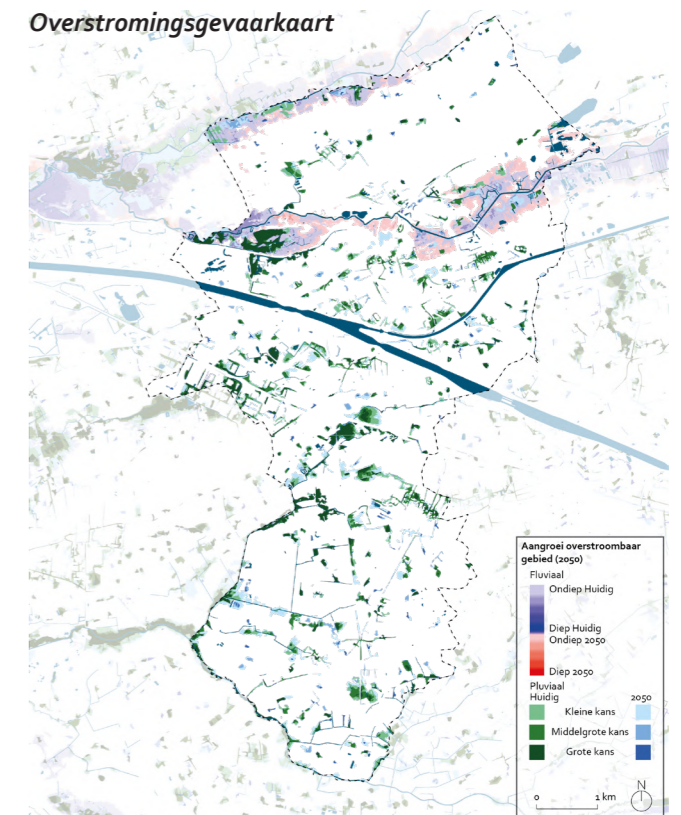 Overstromingsgevaarkaart
Aangroei overstroombaar
gebied (2050)
Fluviaal
Ondiep Huidig
Diep Huidig
Ondiep 2050
Diep 2050
Pluviaal
Huidig 2050
Kleine kans
Middelgrote kans
Grote kans
N
0 1 km